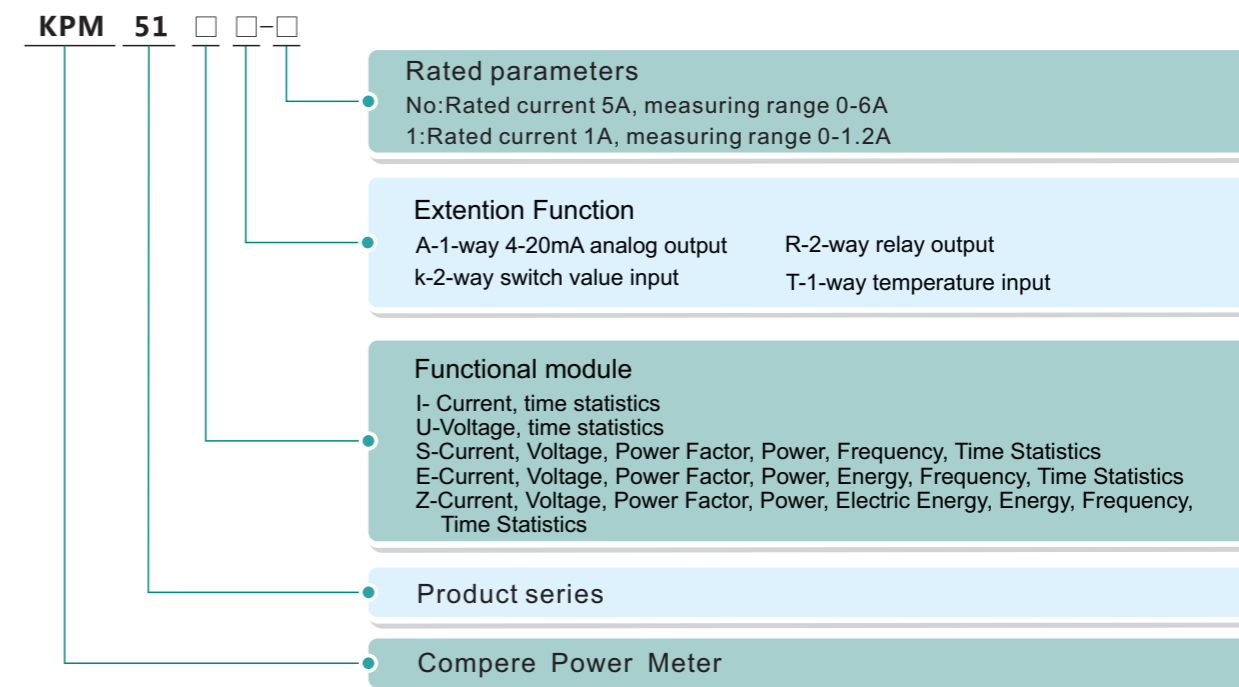 KPM 51 □ □-□
Rated parameters
No:Rated current 5A, measuring range 0-6A
1:Rated current 1A, measuring range 0-1.2A
Extention Function
A-1-way 4-20mA analog output
R-2-way relay output
k-2-way switch value input
T-1-way temperature input
Functional module
I- Current, time statistics
U-Voltage, time statistics
S-Current, Voltage, Power Factor, Power, Frequency, Time Statistics
E-Current, Voltage, Power Factor, Power, Energy, Frequency, Time Statistics
Z-Current, Voltage, Power Factor, Power, Electric Energy, Energy, Frequency,
Time Statistics
Product series
Compere Power Meter